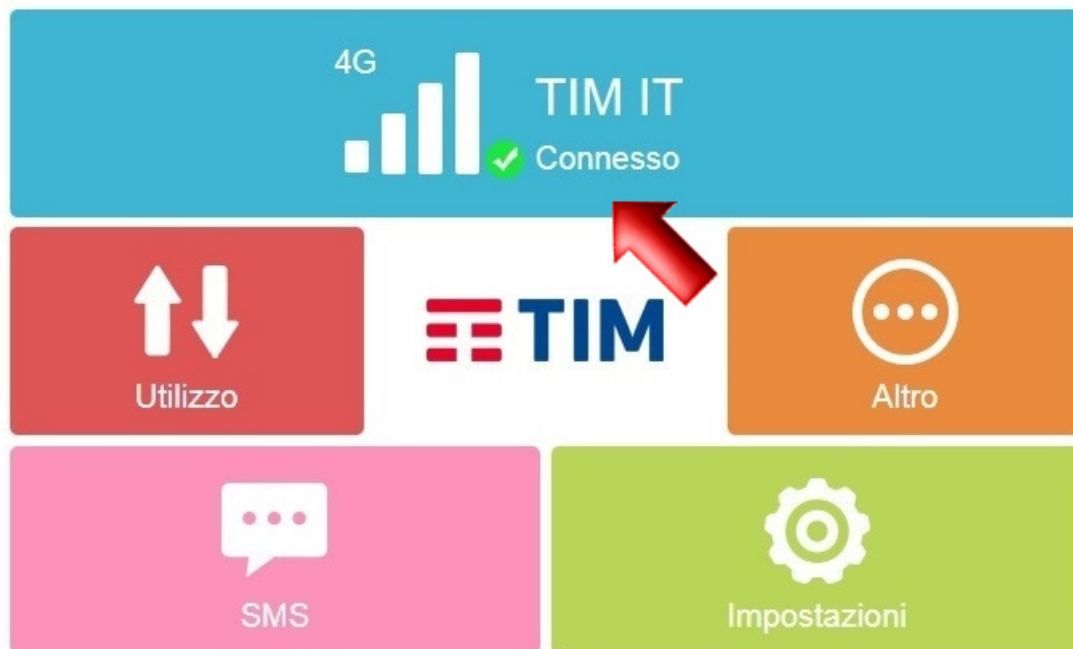 4G
TIM IT
Connesso
Utilizzo
TIM
Altro
SMS
Impostazioni